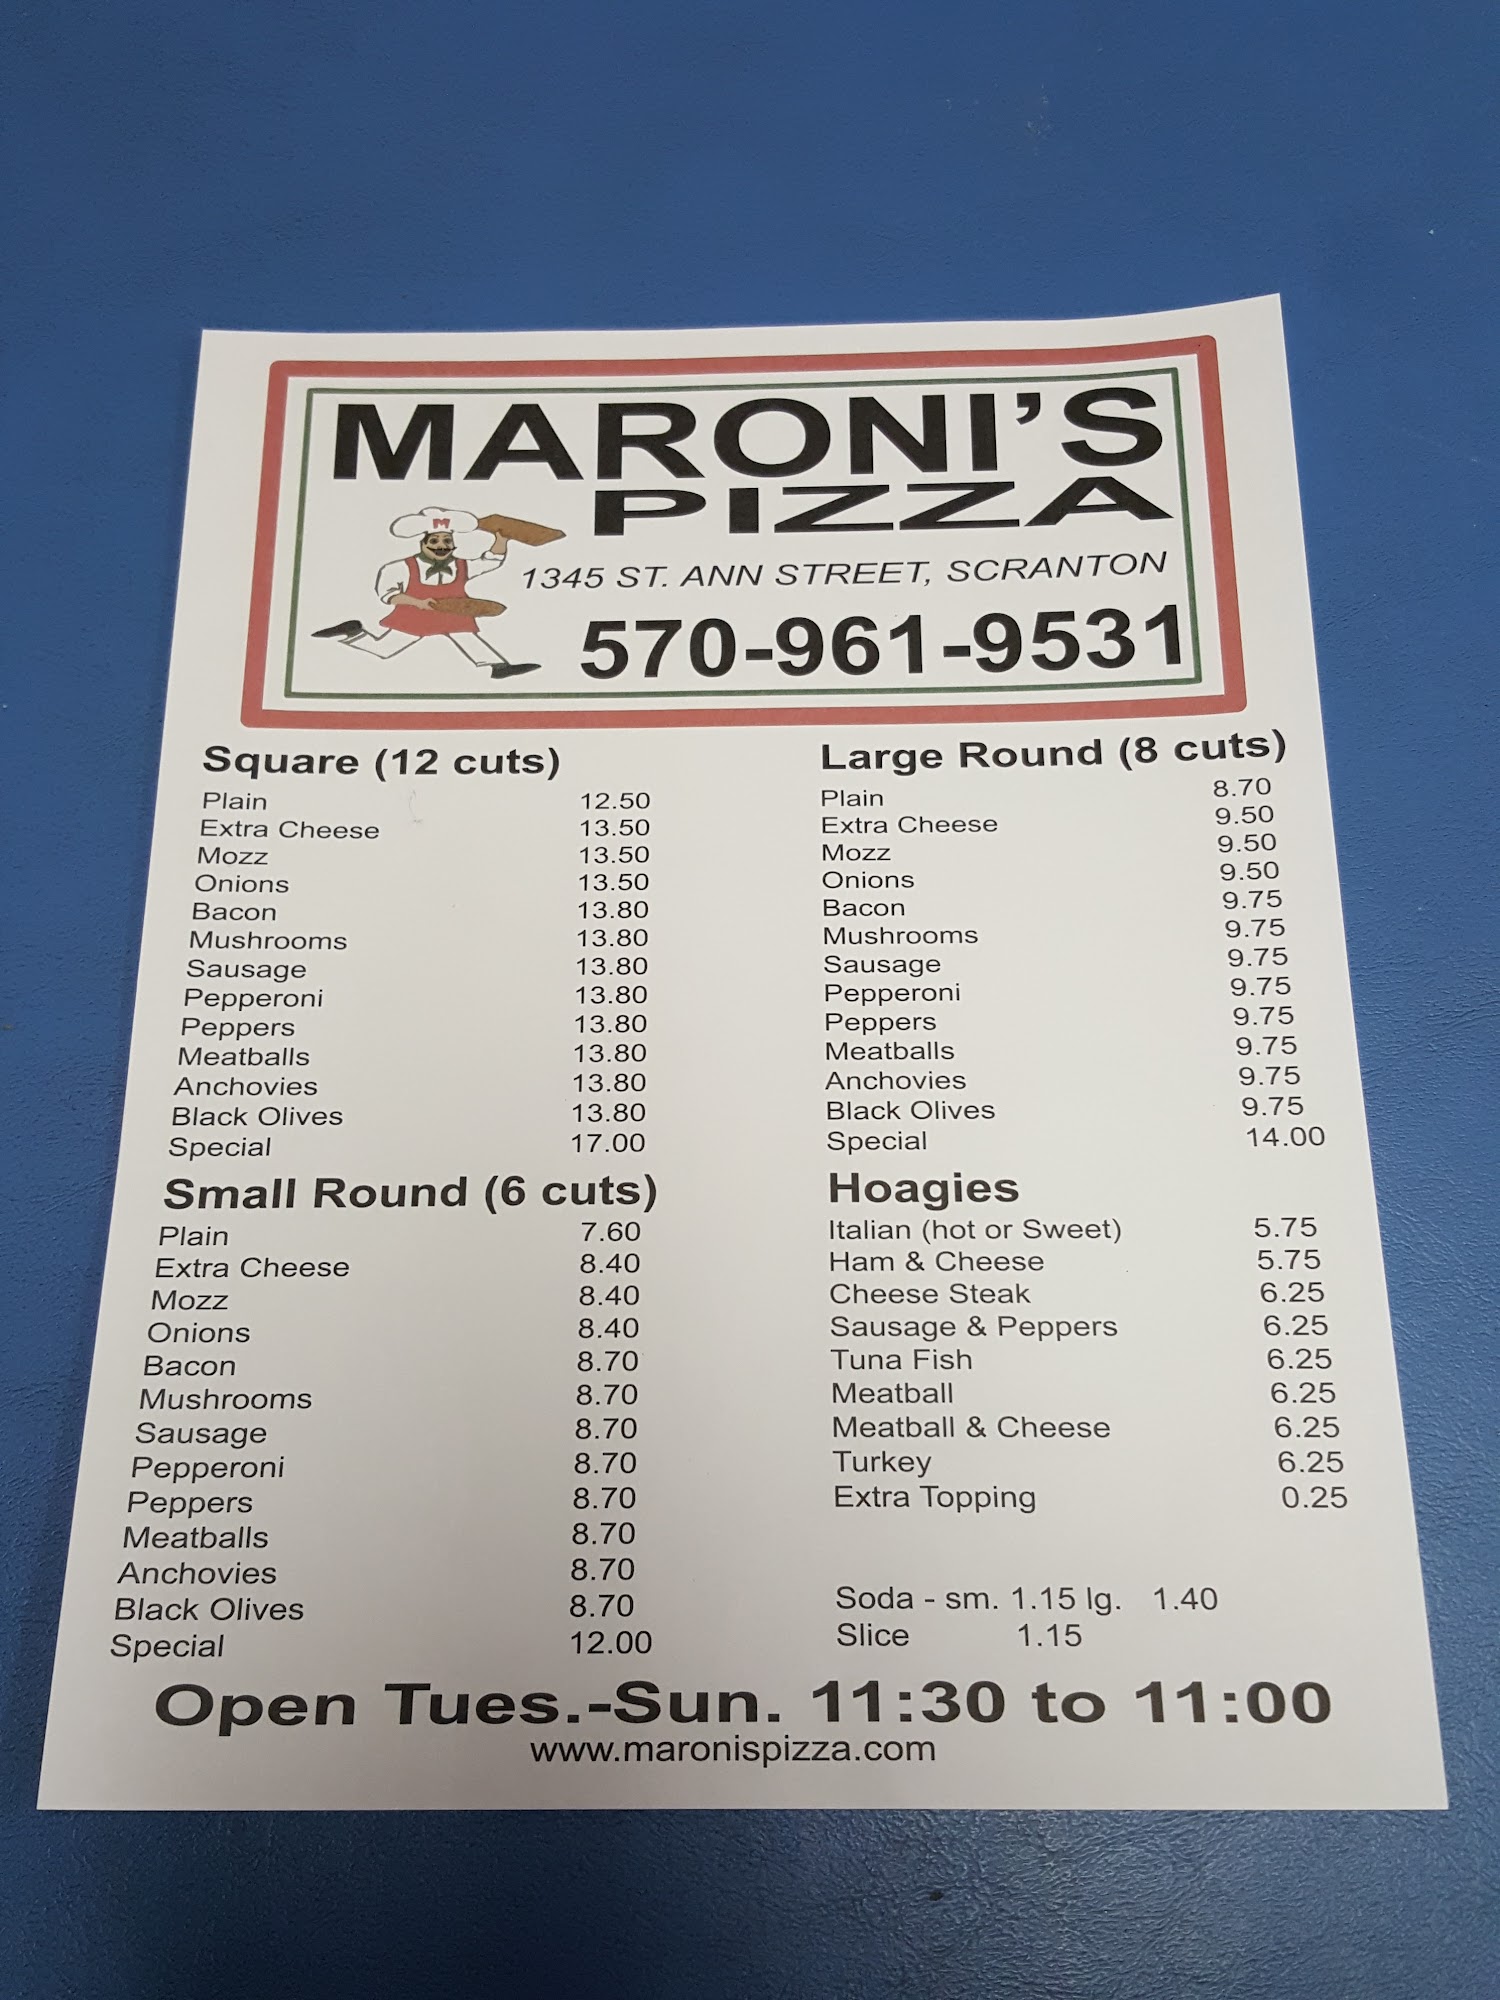 MARONI'S
PIZZA
M
1345 ST. ANN STREET, SCRANTON
570-961-9531
Square (12 cuts)
Plain 12.50
Extra Cheese 13.50
Mozz 13.50
Onions 13.50
Bacon 13.80
Mushrooms 13.80
Sausage 13.80
Pepperoni 13.80
Peppers 13.80
Meatballs 13.80
Anchovies 13.80
Black Olives 13.80
Special 17.00
Small Round (6 cuts)
Plain 7.60
Extra Cheese 8.40
Mozz 8.40
Onions 8.40
Bacon 8.70
Mushrooms 8.70
Sausage 8.70
Pepperoni 8.70
Peppers 8.70
Meatballs 8.70
Anchovies 8.70
Black Olives 8.70
Special 12.00
Large Round (8 cuts)
Plain 8.70
Extra Cheese 9.50
Mozz 9.50
Onions 9.50
Bacon 9.75
Mushrooms 9.75
Sausage 9.75
Pepperoni 9.75
Peppers 9.75
Meatballs 9.75
Anchovies 9.75
Black Olives 9.75
Special 14.00
Hoagies
Italian (hot or Sweet) 5.75
Ham & Cheese 5.75
Cheese Steak 6.25
Sausage & Peppers 6.25
Tuna Fish 6.25
Meatball 6.25
Meatball & Cheese 6.25
Turkey 6.25
Extra Topping 0.25
Soda - sm. 1.15 lg. 1.40
Slice 1.15
Open Tues.-Sun. 11:30 to 11:00
www.maronispizza.com